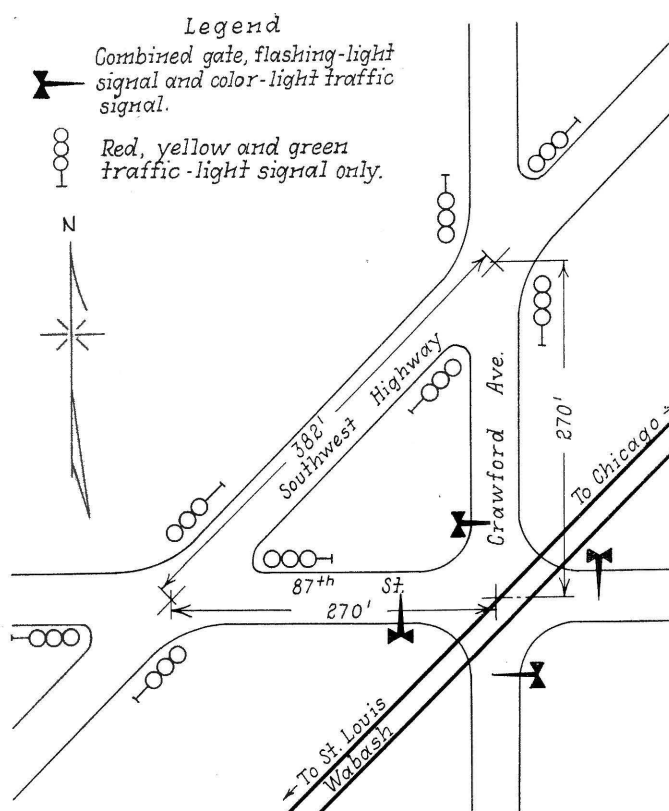 Legend
Combined gate, flashing-light
signal and color-light traffic
signal.
Red, yellow and green
traffic-light signal only.
N
382'
Southwest Highway
Crawford Ave.
270'
To Chicago
87th St.
270'
To St. Louis
Wabash